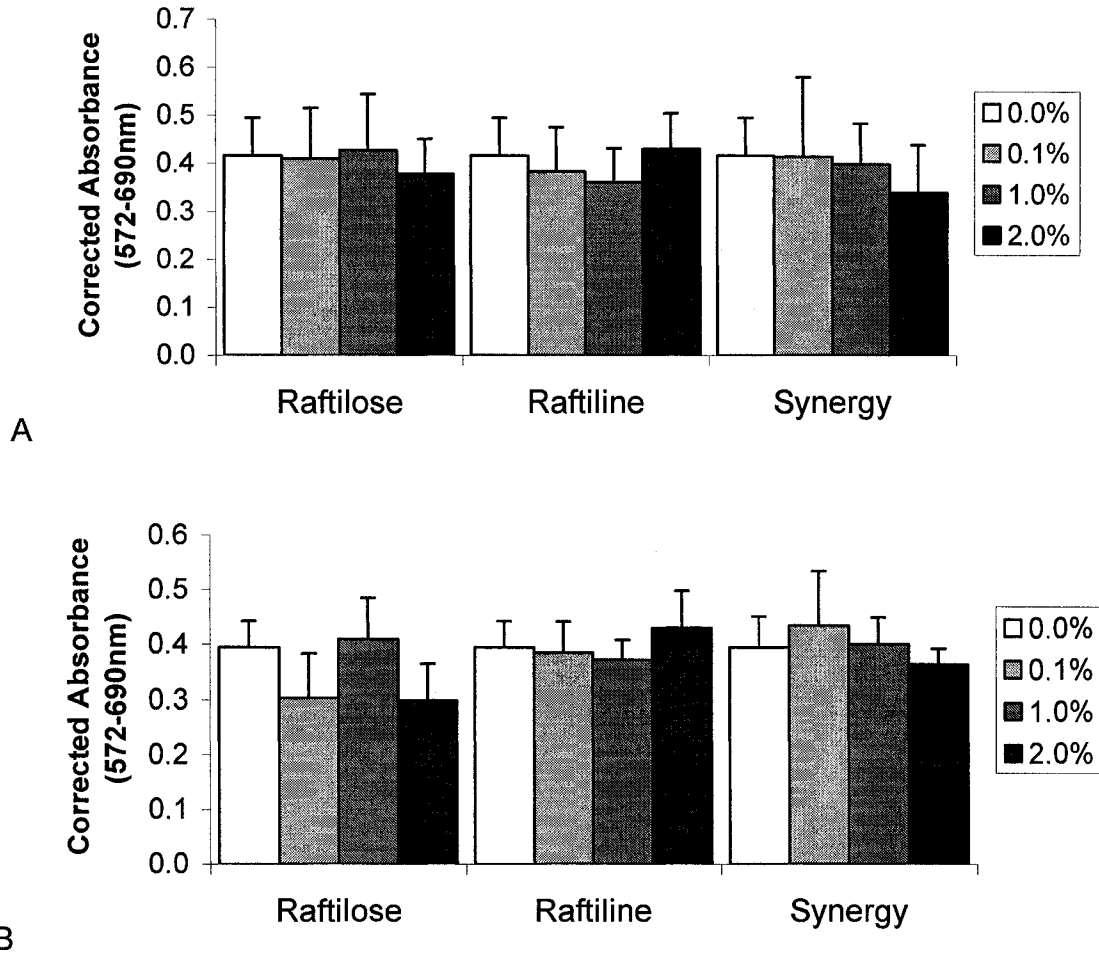 0.7
0.6
0.5
0.4
0.3
0.2
0.1
0.0
Corrected Absorbance
(572-690nm)
Raftilose
Raftiline
Synergy
0.0%
0.1%
1.0%
2.0%
A
0.6
0.5
0.4
0.3
0.2
0.1
0.0
Corrected Absorbance
(572-690nm)
Raftilose
Raftiline
Synergy
0.0%
0.1%
1.0%
2.0%
B